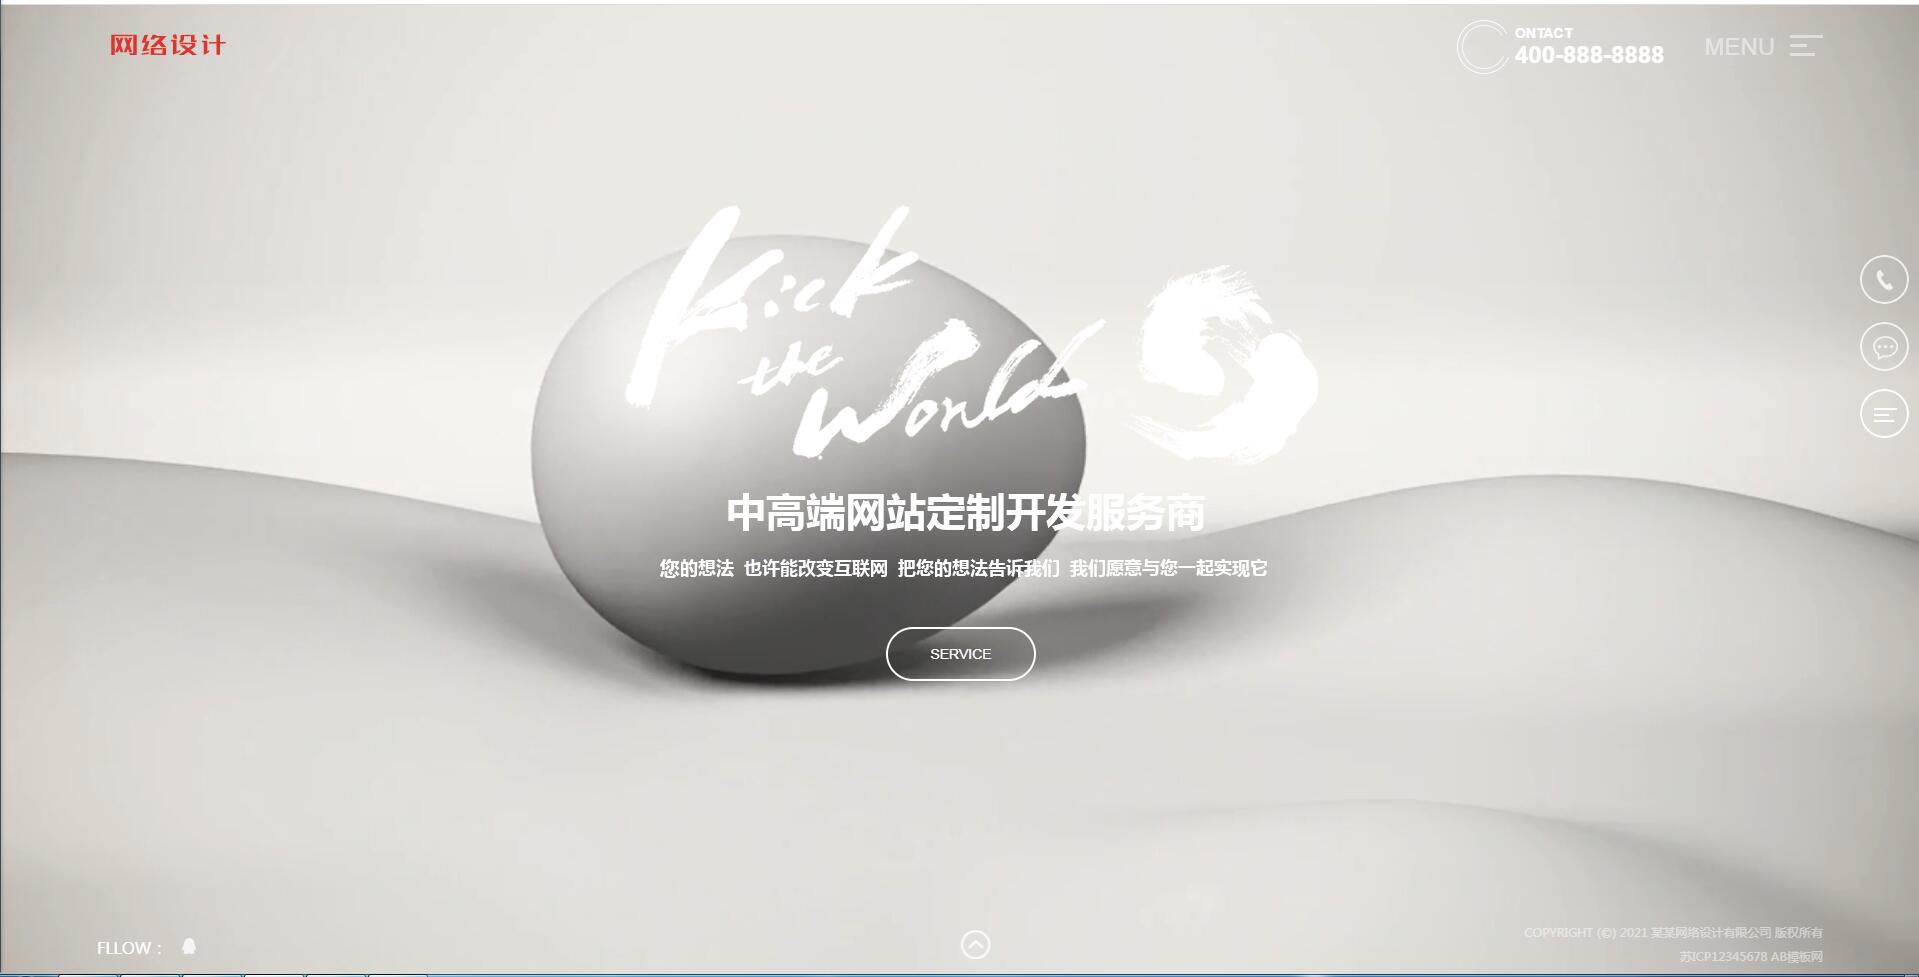 网络设计
ONTACT
400-888-8888
MENU
Kick
the
World
中高端网站定制开发服务商
您的想法 也许能改变互联网 把您的想法告诉我们 我们愿意与您一起实现它
SERVICE
FLLOW：
COPYRIGHT (©) 2021 某某网络设计有限公司 版权所有
苏ICP12345678 AB模板网